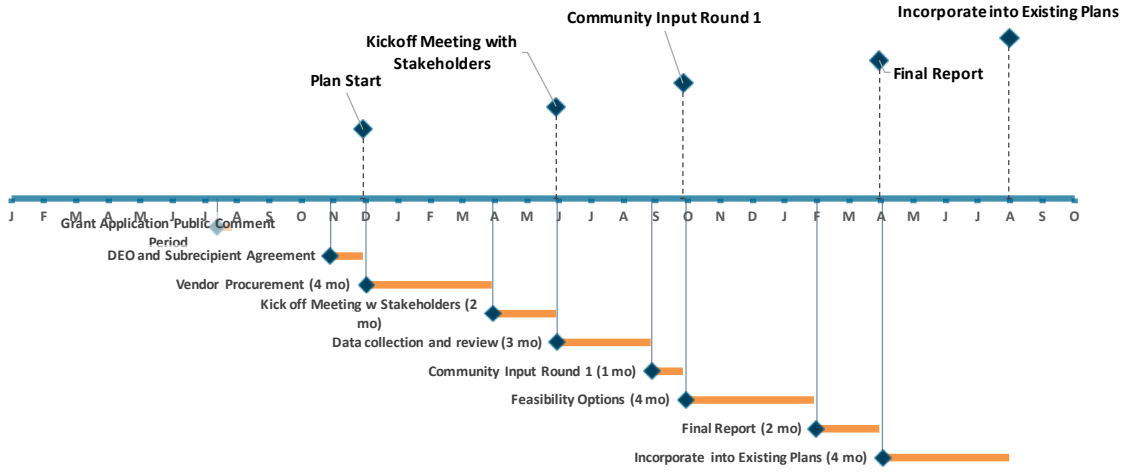 Incorporate into Existing Plans
Community Input Round 1
Kickoff Meeting with
Stakeholders
Final Report
Plan Start
J F M A M J J A S O N D J F M A M J J A S O N D J F M A M J J A S O
Grant Application Public Comment
Period
DEO and Subrecipient Agreement
Vendor Procurement (4 mo)
Kick off Meeting w Stakeholders (2
mo)
Data collection and review (3 mo)
Community Input Round 1 (1 mo)
Feasibility Options (4 mo)
Final Report (2 mo)
Incorporate into Existing Plans (4 mo)